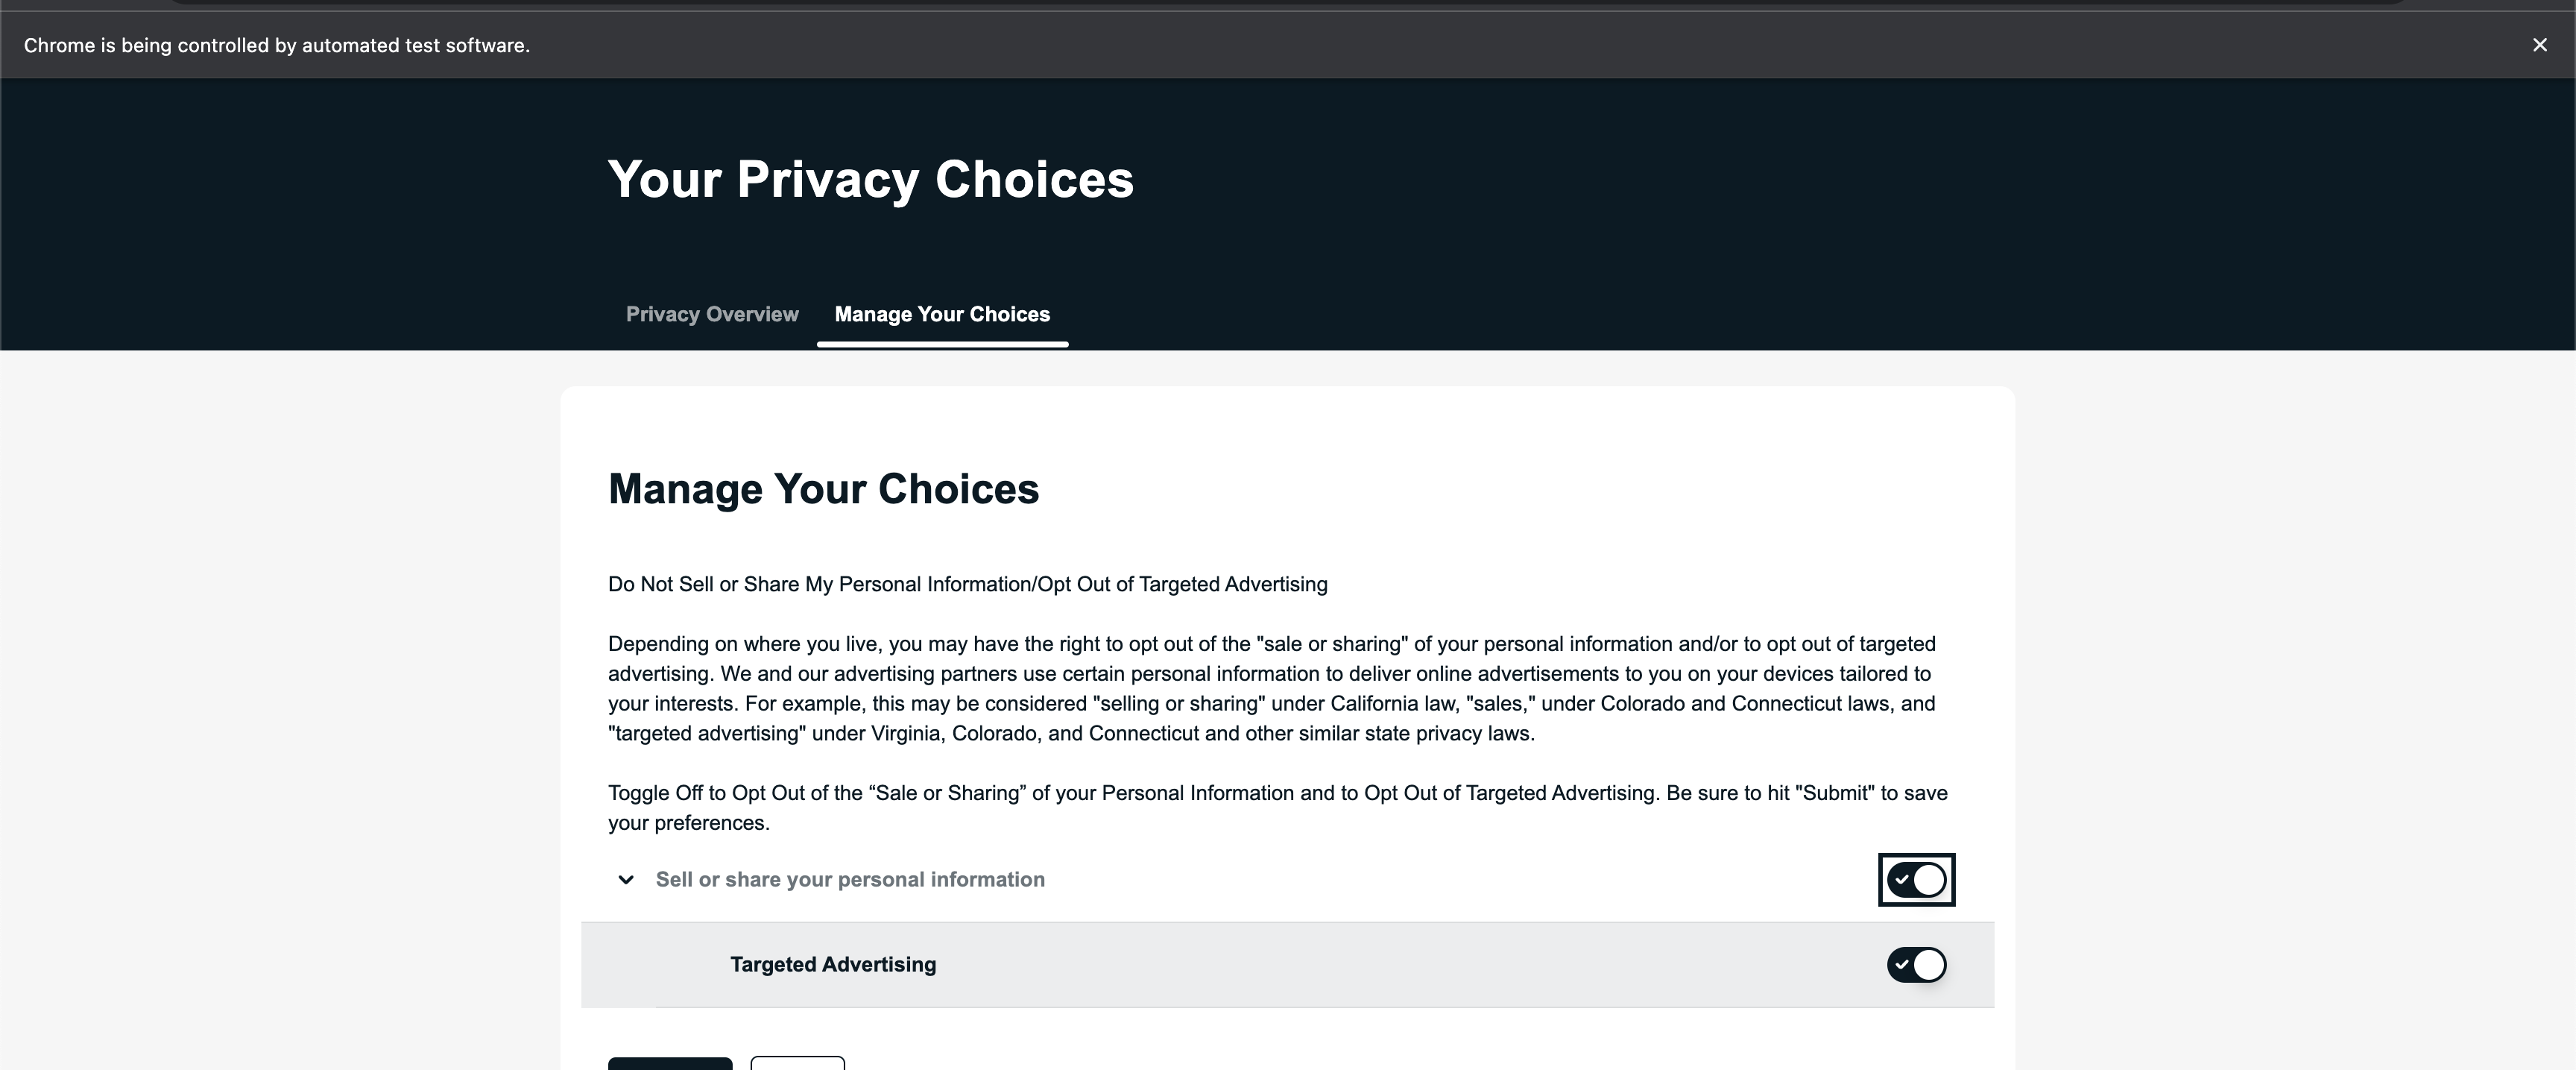 Chrome is being controlled by automated test software.
Your Privacy Choices
Privacy Overview
Manage Your Choices
Manage Your Choices
Do Not Sell or Share My Personal Information/Opt Out of Targeted Advertising
Depending on where you live, you may have the right to opt out of the "sale or sharing" of your personal information and/or to opt out of targeted
advertising. We and our advertising partners use certain personal information to deliver online advertisements to you on your devices tailored to
your interests. For example, this may be considered "selling or sharing" under California law, "sales," under Colorado and Connecticut laws, and
"targeted advertising" under Virginia, Colorado, and Connecticut and other similar state privacy laws.
Toggle Off to Opt Out of the “Sale or Sharing” of your Personal Information and to Opt Out of Targeted Advertising. Be sure to hit "Submit" to save
your preferences.
Sell or share your personal information
Targeted Advertising